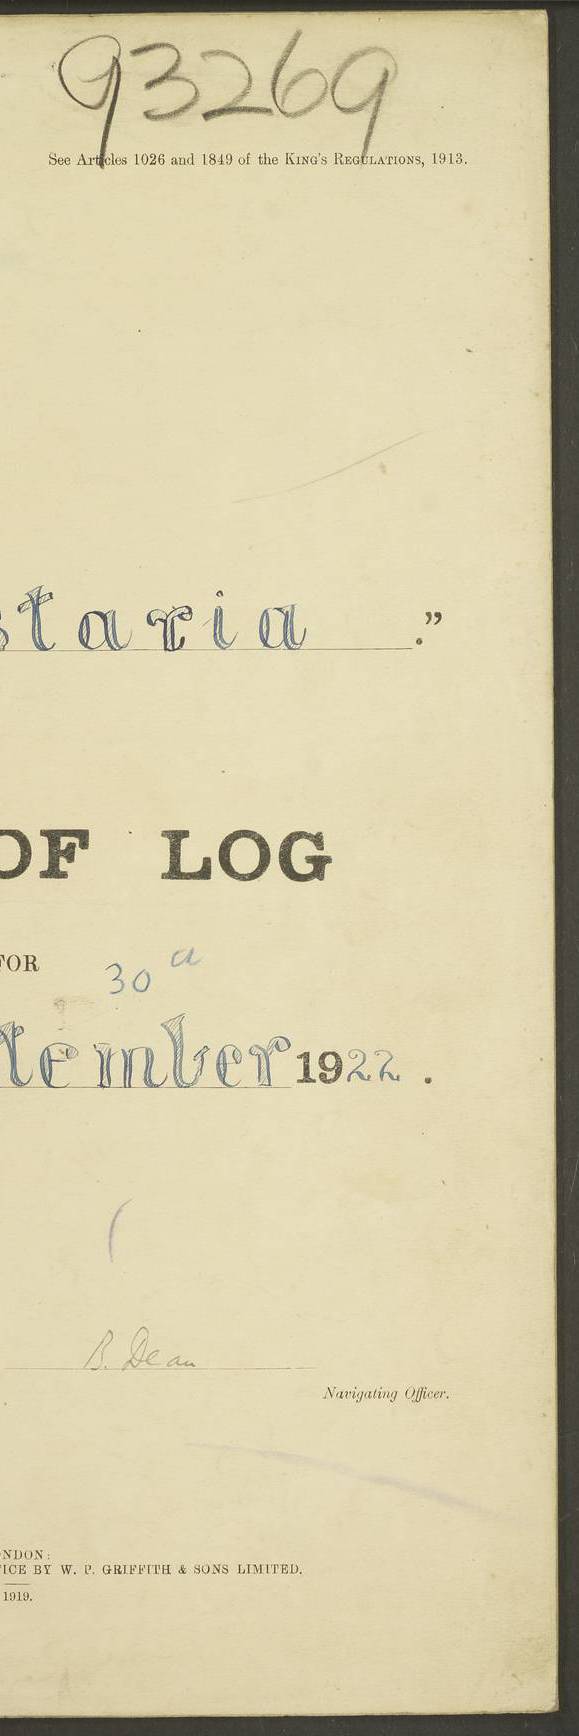 93269
See Articles 1026 and 1849 of the KING'S REGULATIONS, 1913.
staria."
OF LOG
FOR
30 a
tember 1922.
B. Dean
Navigating Officer.
NDON:
ICE BY W. P. GRIFFITH & SONS LIMITED.
1919.